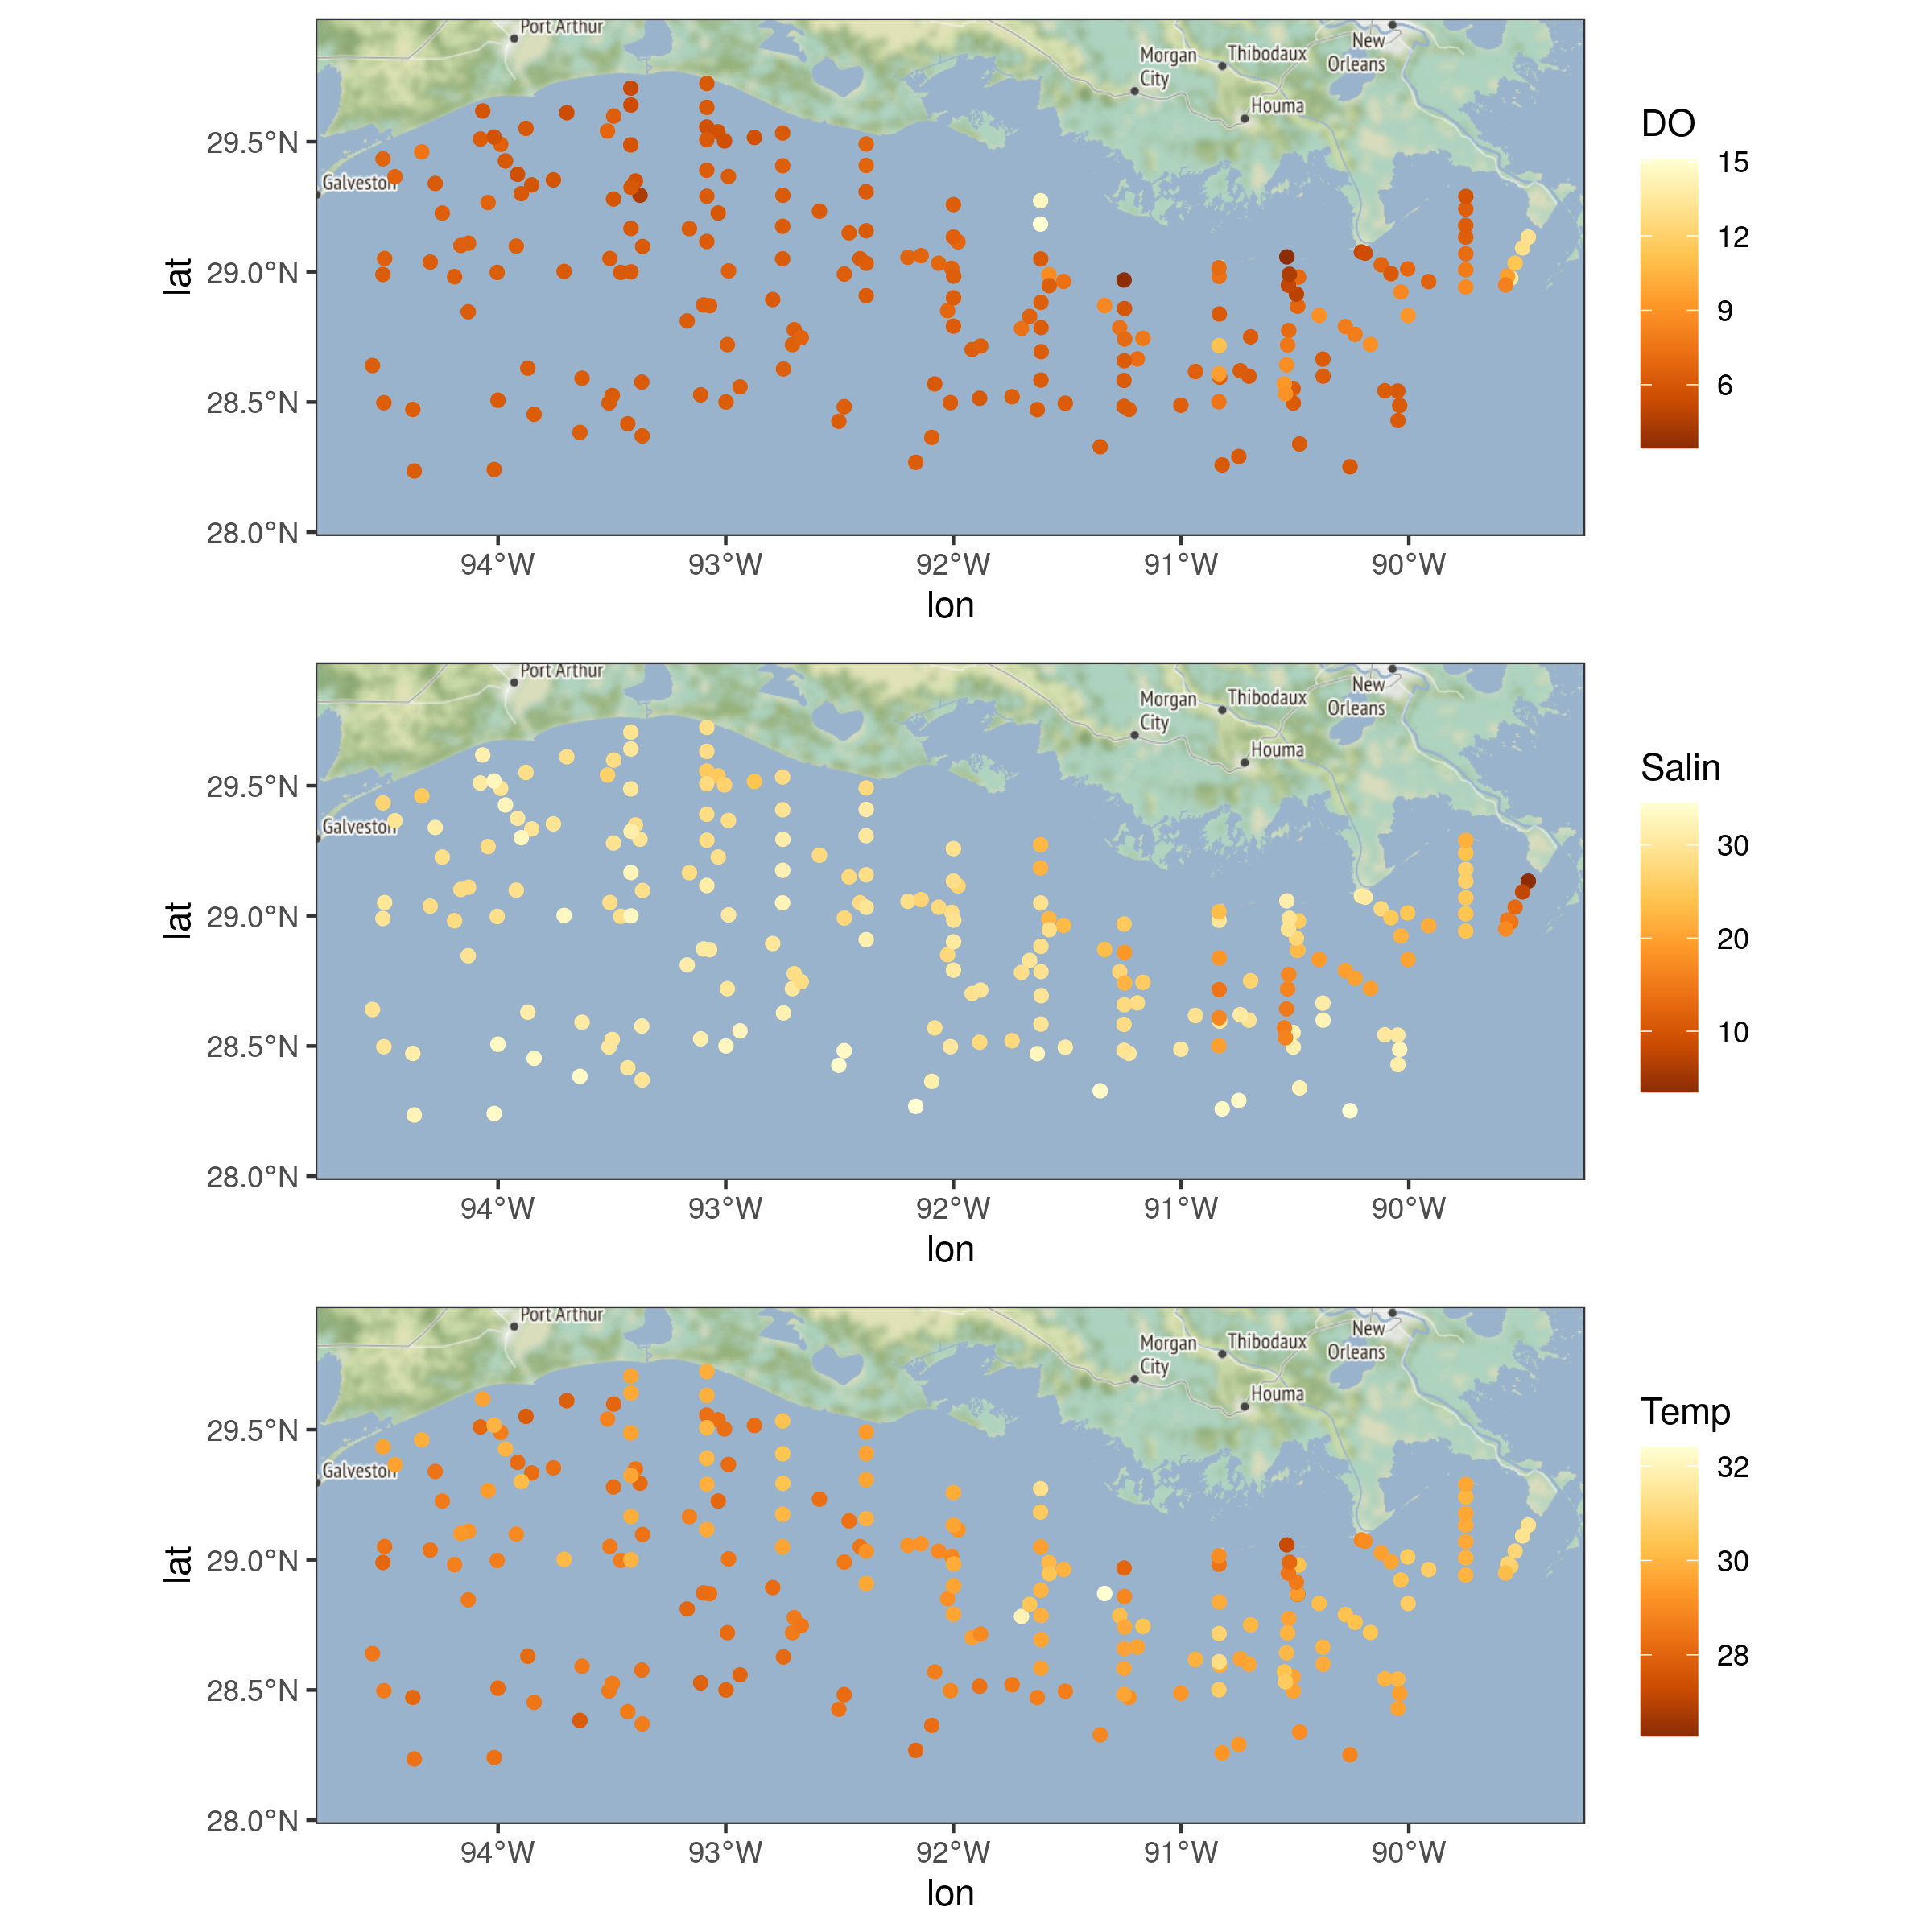 Port Arthur
New
Morgan
Thibodaux
Orleans
City
Houma
Galveston
29.5°N
29.0°N
28.5°N
28.0°N
lat
94°W
93°W
92°W
91°W
90°W
lon
DO
15
12
9
6
Port Arthur
New
Morgan
Thibodaux
Orleans
City
Houma
Galveston
29.5°N
29.0°N
28.5°N
28.0°N
lat
94°W
93°W
92°W
91°W
90°W
lon
Salin
30
20
10
Port Arthur
New
Morgan
Thibodaux
Orleans
City
Houma
Galveston
29.5°N
29.0°N
28.5°N
28.0°N
lat
94°W
93°W
92°W
91°W
90°W
lon
Temp
32
30
28